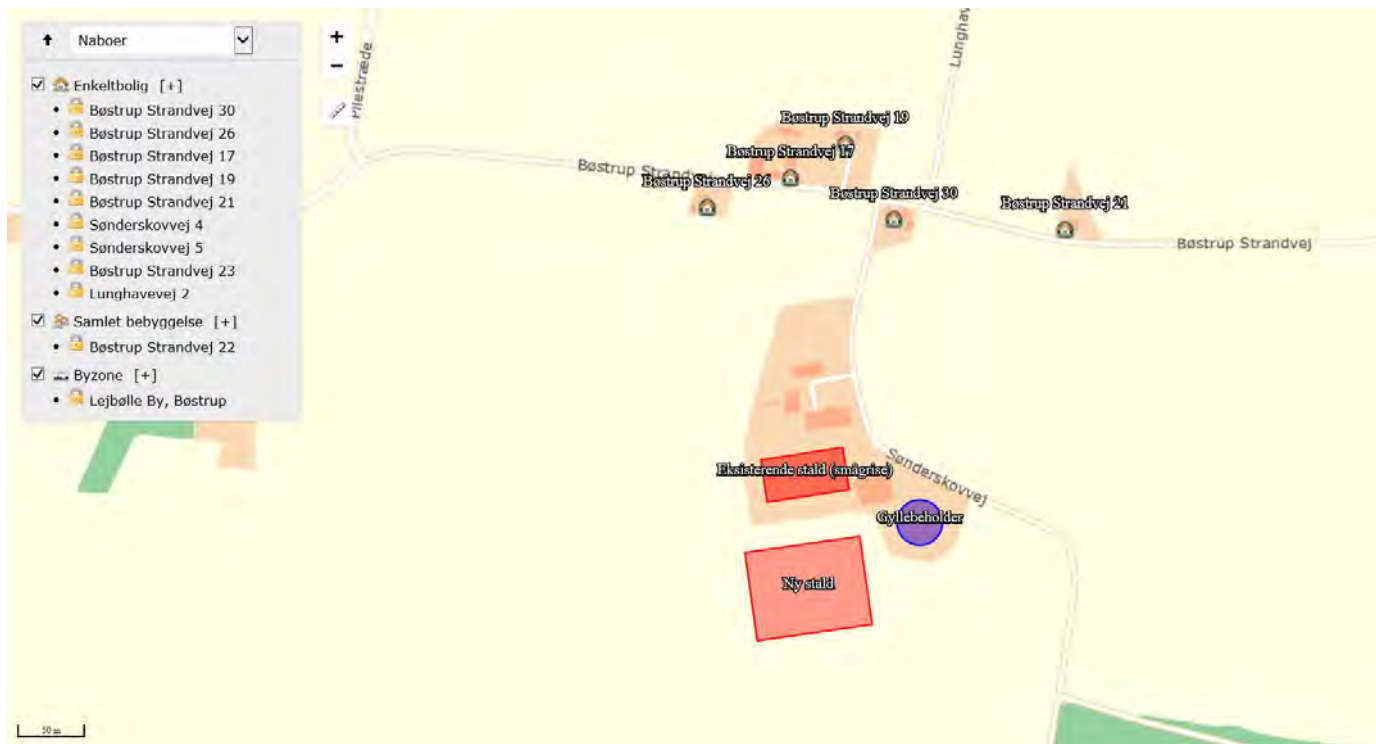 Naboer
Enkeltbolig [+]
Bøstrup Strandvej 30
Bøstrup Strandvej 26
Bøstrup Strandvej 17
Bøstrup Strandvej 19
Bøstrup Strandvej 21
Sønderskovvej 4
Sønderskovvej 5
Bøstrup Strandvej 23
Lunghavevej 2
Samlet bebyggelse [+]
Bøstrup Strandvej 22
Byzone [+]
Lejbølle By, Bøstrup
+
−
Pilestræde
Lunghav
Bøstrup Strandvej 19
Bøstrup Strandvej 17
Bøstrup Strandvej
Bøstrup Strandvej 26
Bøstrup Strandvej 30
Bøstrup Strandvej 21
Bøstrup Strandvej
Sønderskovvej
Eksisterende stald (smågrise)
Gyllebeholder
Ny stald
50 m